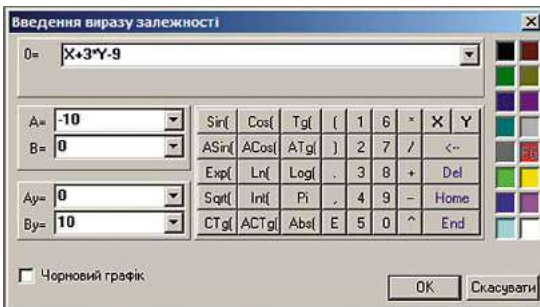 Введення виразу залежності
0= X+3*Y-9
A= -10
B= 0
Ay= 0
By= 10
Sin( Cos( Tg( ( 1 6 * X Y
ASin( ACos( ATg( ) 2 7 / <--
Exp( Ln( Log( . 3 8 + Del
Sqrt( Int( Pi , 4 9 - Home
CTg( ACTg( Abs( E 5 0 ^ End
Чорновий графік
OK Скасувати